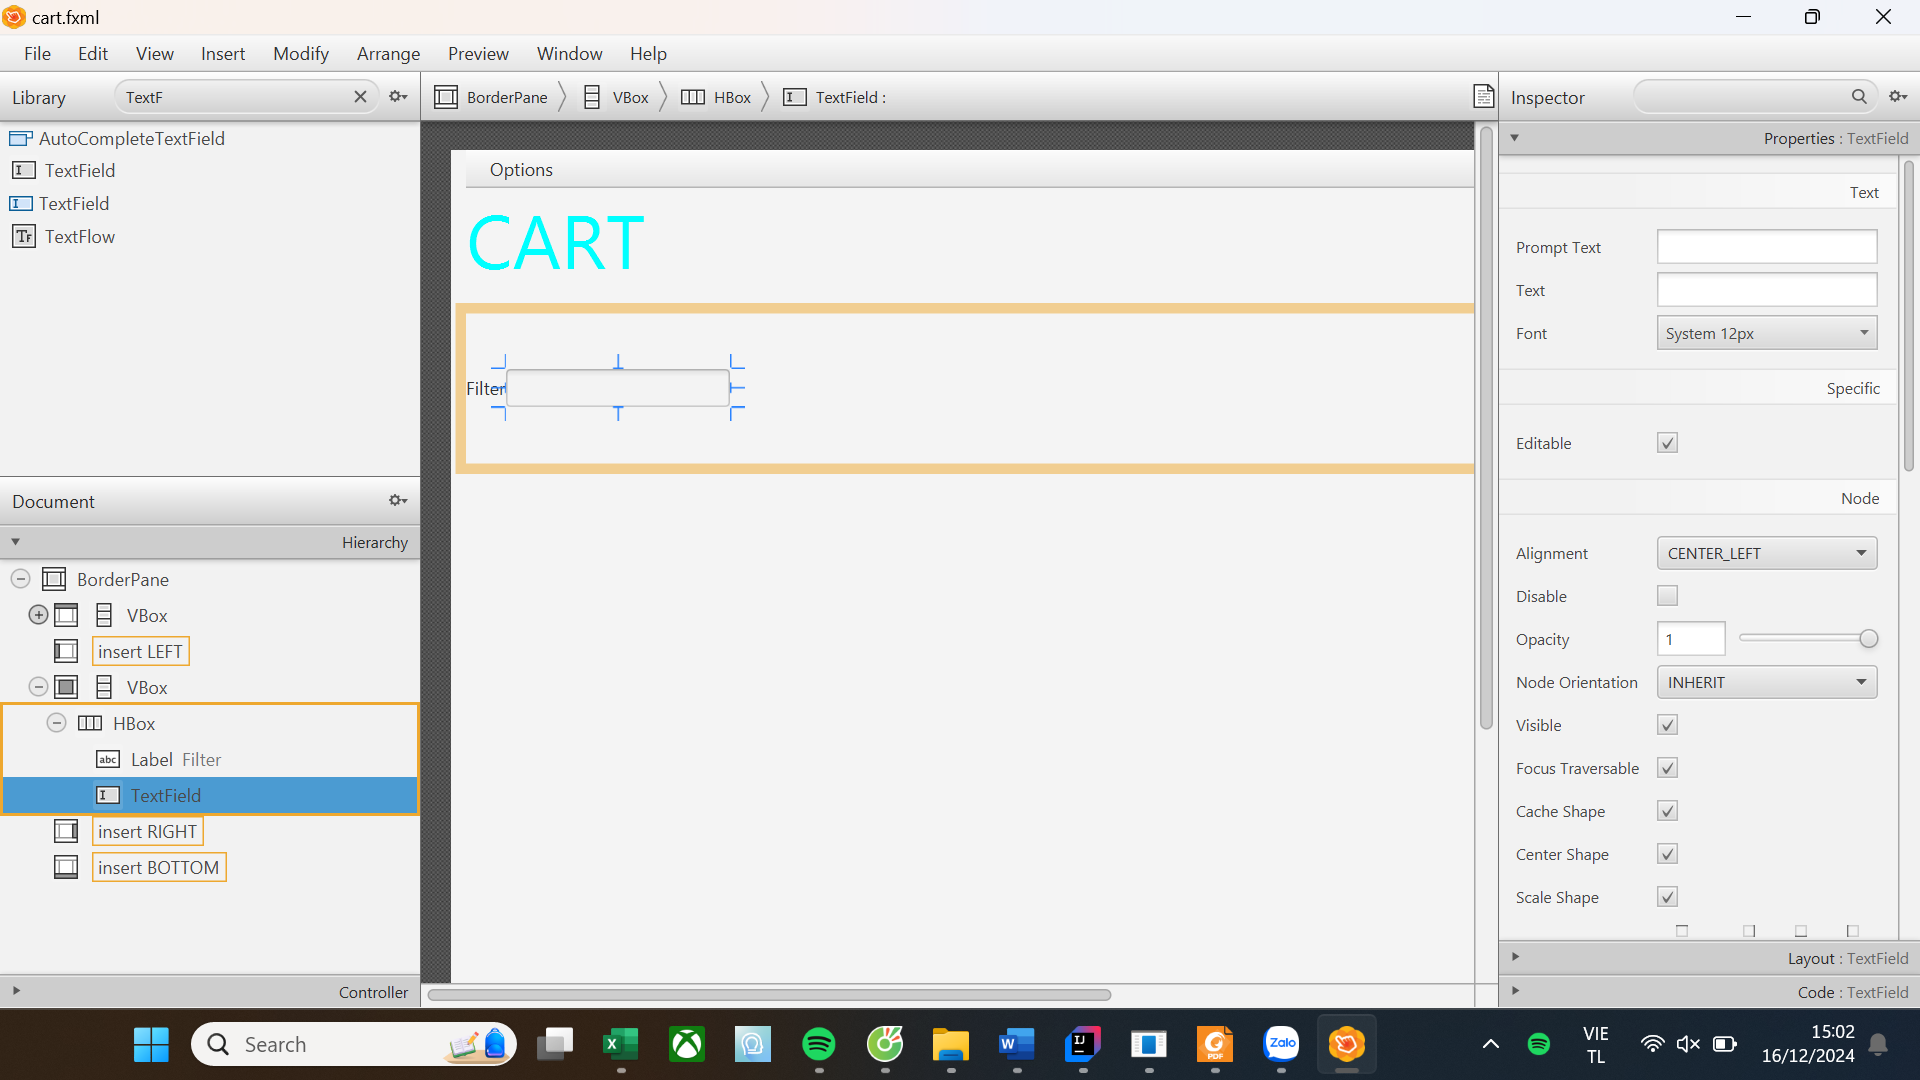 cart.fxml
File Edit View Insert Modify Arrange Preview Window Help
Library TextF
BorderPane VBox HBox TextField :
Inspector
AutoCompleteTextField
TextField
TextField
TextFlow
Options
CART
Filter
Document
Hierarchy
BorderPane
VBox
insert LEFT
VBox
HBox
abc Label Filter
TextField
insert RIGHT
insert BOTTOM
Controller
Properties : TextField
Text
Prompt Text
Text
Font System 12px
Specific
Editable
Node
Alignment CENTER_LEFT
Disable
Opacity 1
Node Orientation INHERIT
Visible
Focus Traversable
Cache Shape
Center Shape
Scale Shape
Layout : TextField
Code : TextField
Search
Zalo
PDF
VIE
TL
15:02
16/12/2024